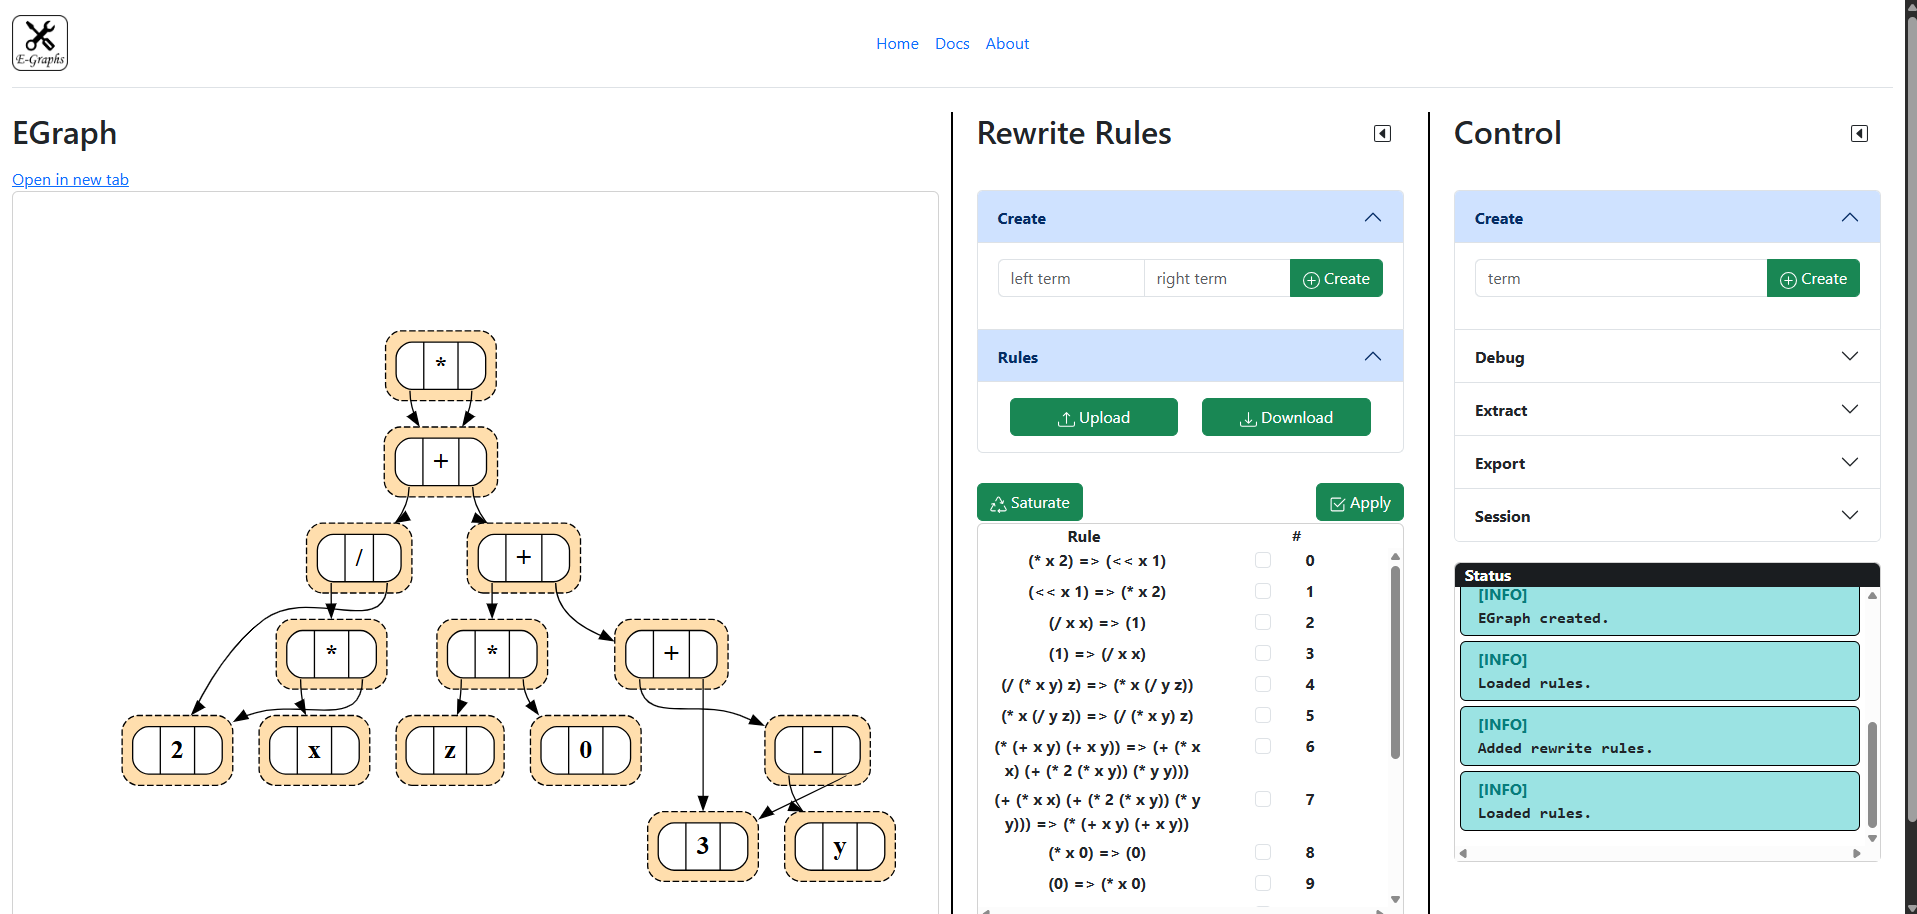 E-Graphs
Home Docs About
EGraph
Open in new tab
*
+
/ +
* * +
2 x z 0 -
3 y
Rewrite Rules
Create
left term right term Create
Rules
Upload Download
Saturate Apply
Rule #
(* x 2) => (<< x 1) 0
(<< x 1) => (* x 2) 1
(/ x x) => (1) 2
(1) => (/ x x) 3
(/ (* x y) z) => (* x (/ y z)) 4
(* x (/ y z)) => (/ (* x y) z) 5
(* (+ x y) (+ x y)) => (+ (* x 6
x) (+ (* 2 (* x y)) (* y y)))
(+ (* x x) (+ (* 2 (* x y)) (* y 7
y))) => (* (+ x y) (+ x y))
(* x 0) => (0) 8
(0) => (* x 0) 9
Control
Create
term Create
Debug
Extract
Export
Session
Status
[INFO]
EGraph created.
[INFO]
Loaded rules.
[INFO]
Added rewrite rules.
[INFO]
Loaded rules.